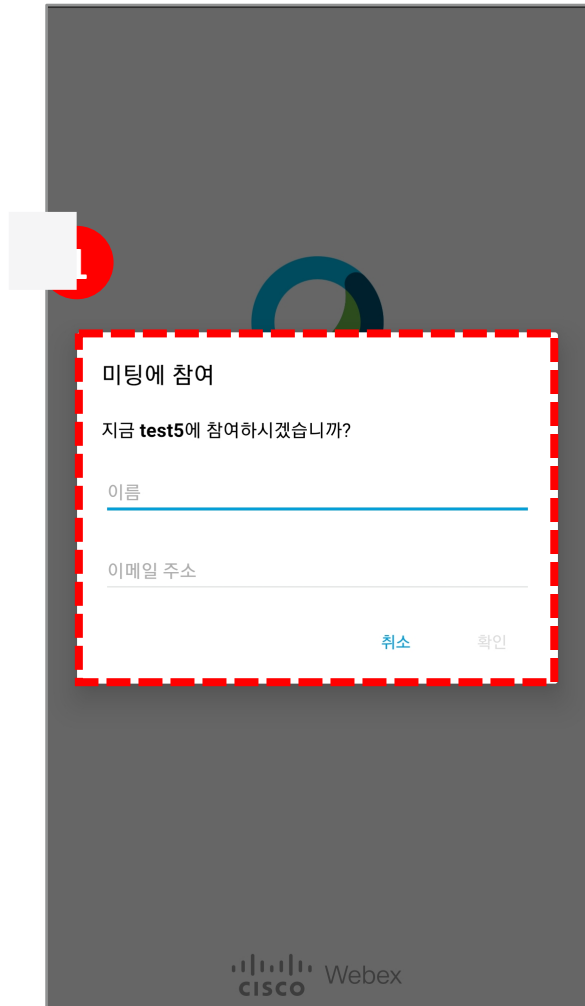 미팅에 참여
지금 test5에 참여하시겠습니까?
이름
이메일 주소
취소 확인
CISCO Webex